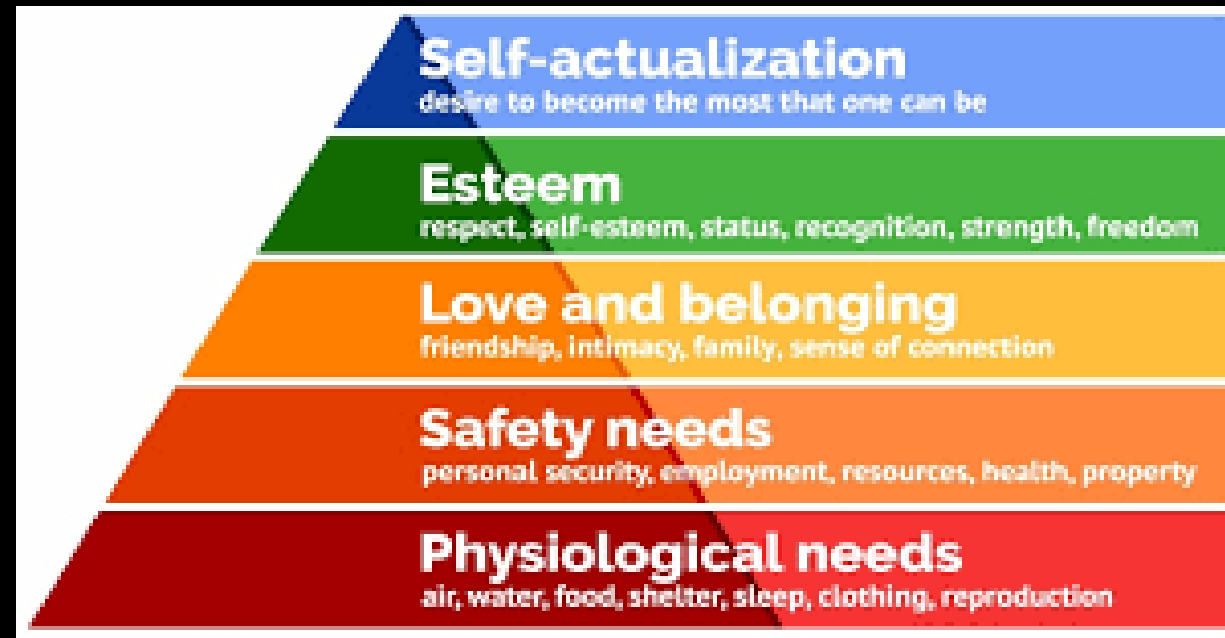 Self-actualization
desire to become the most that one can be
Esteem
respect, self-esteem, status, recognition, strength, freedom
Love and belonging
friendship, intimacy, family, sense of connection
Safety needs
personal security, employment, resources, health, property
Physiological needs
air, water, food, shelter, sleep, clothing, reproduction